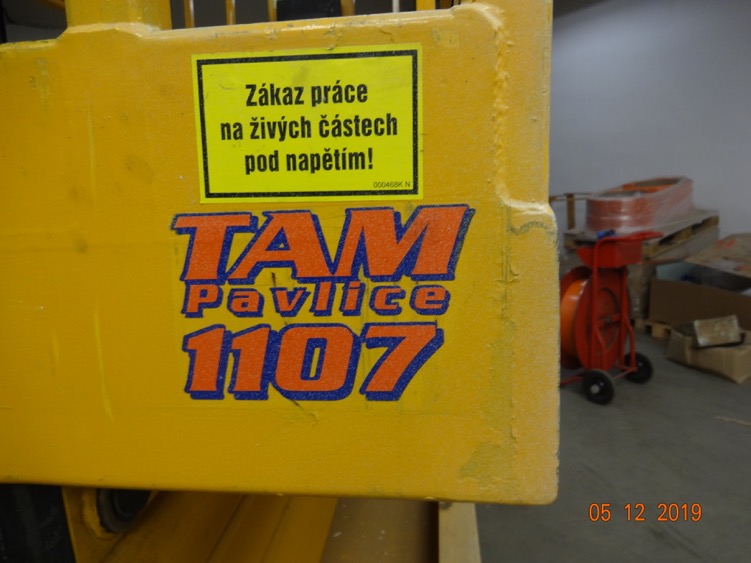 Zákaz práce
na živých částech
pod napětím!
000468K N
TAM
Pavlice
1107
05 12 2019